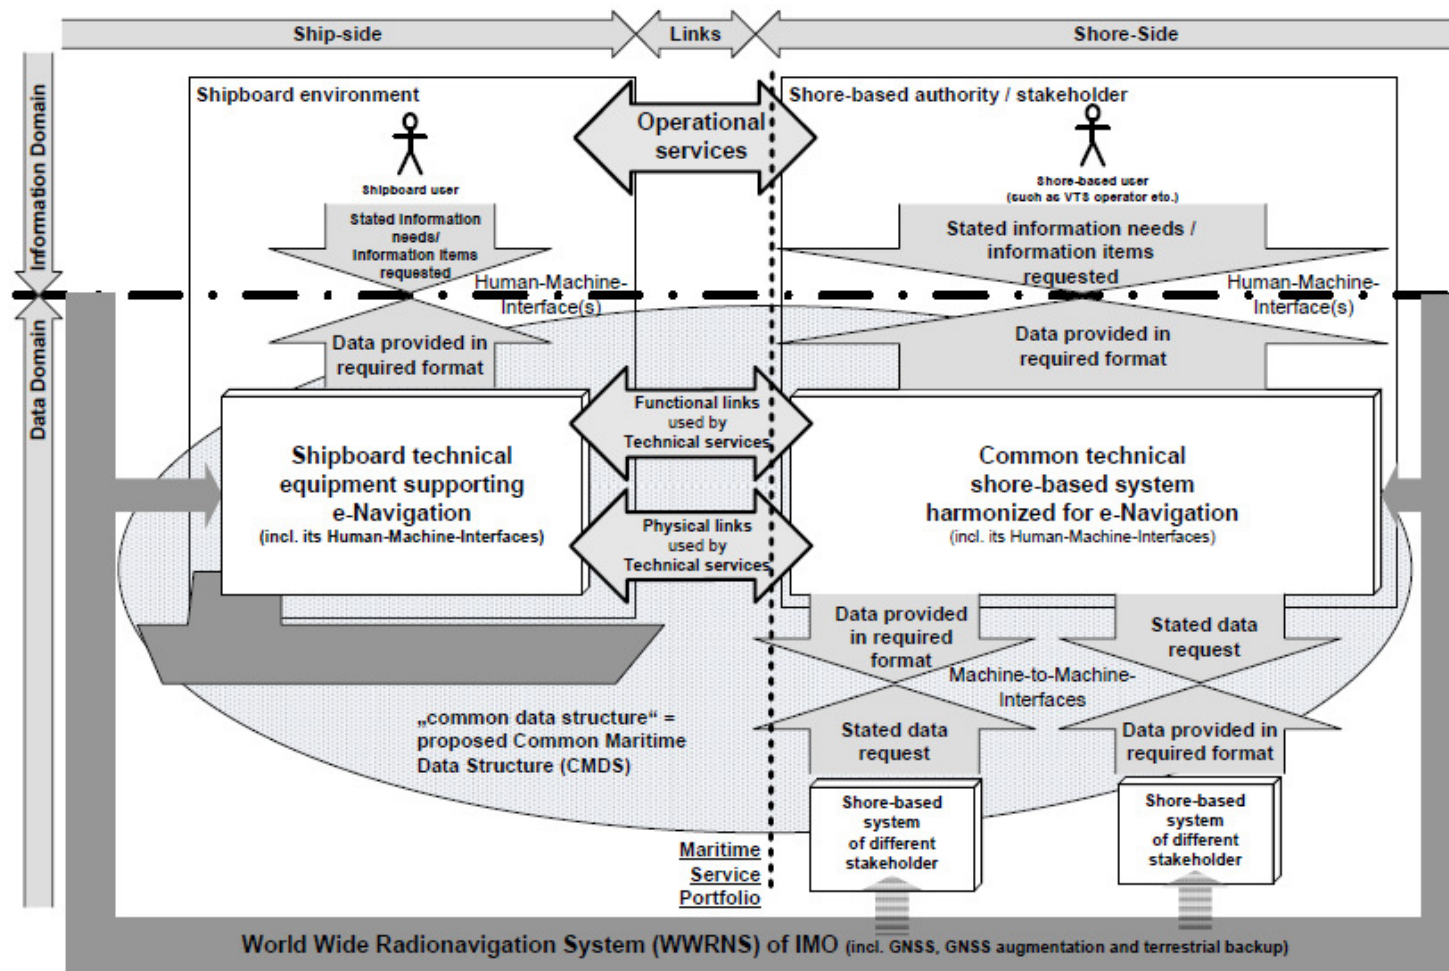 Ship-side
Links
Shore-Side
Information Domain
Data Domain
Shipboard environment
Shipboard user
Stated information
needs/
information items
requested
Human-Machine-
Interface(s)
Data provided in
required format
Shipboard technical
equipment supporting
e-Navigation
(incl. its Human-Machine-Interfaces)
Operational
services
Functional links
used by
Technical services
Physical links
used by
Technical services
Shore-based authority / stakeholder
Shore-based user
(such as VTS operator etc.)
Stated information needs /
information items
requested
Human-Machine-
Interface(s)
Data provided in
required format
Common technical
shore-based system
harmonized for e-Navigation
(incl. its Human-Machine-Interfaces)
Data provided
in required
format
Stated data
request
Machine-to-Machine-
Interfaces
Stated data
request
Data provided in
required format
Shore-based
system
of different
stakeholder
Shore-based
system
of different
stakeholder
„common data structure“ =
proposed Common Maritime
Data Structure (CMDS)
Maritime
Service
Portfolio
World Wide Radionavigation System (WWRNS) of IMO (incl. GNSS, GNSS augmentation and terrestrial backup)